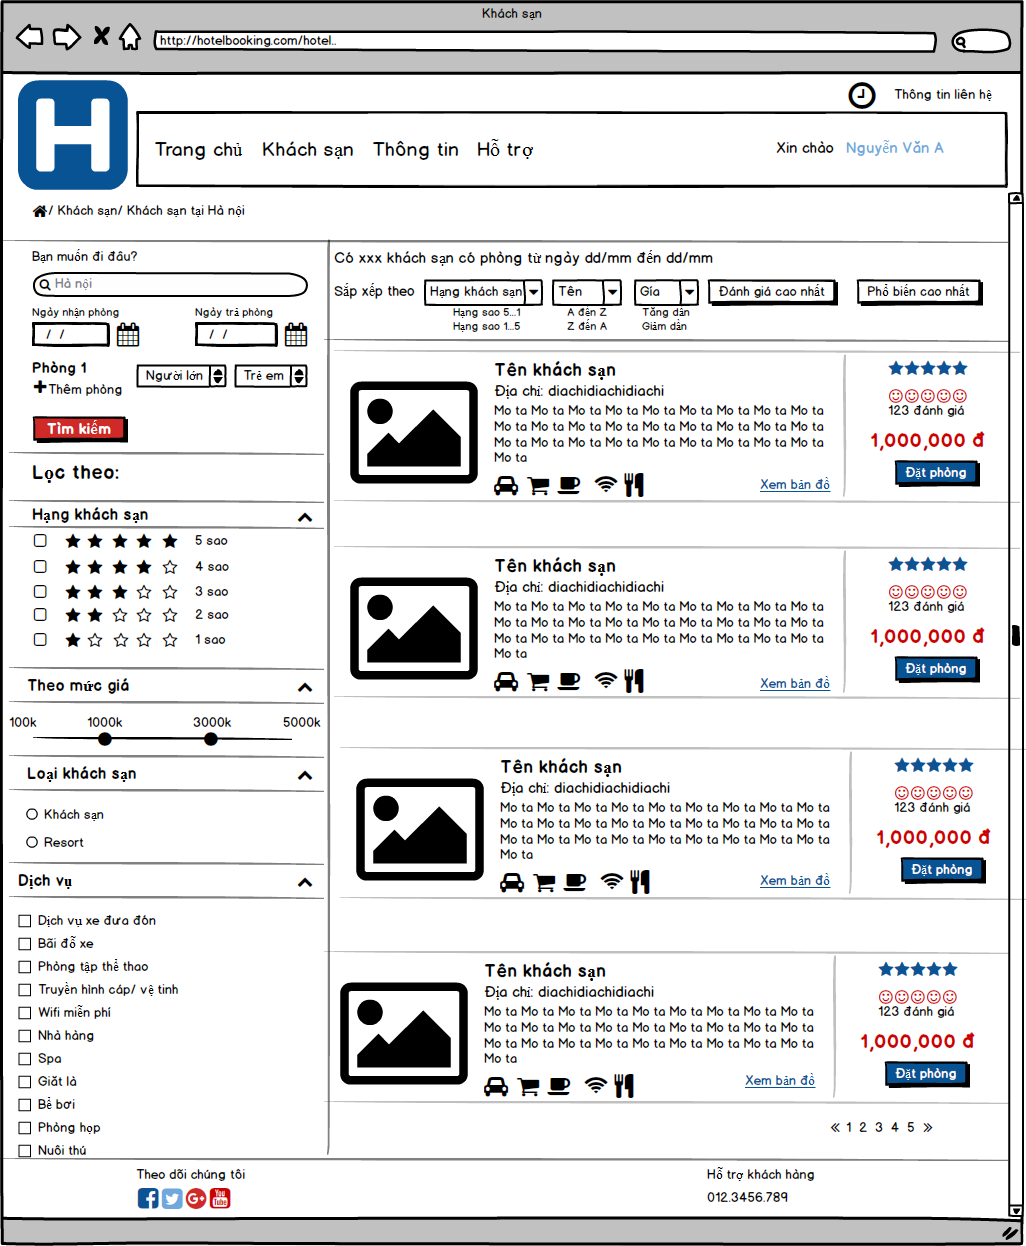 Khách sạn
http://hotelbooking.com/hotel..
Thông tin liên hệ
H
Trang chủ Khách sạn Thông tin Hỗ trợ
Xin chào Nguyễn Văn A
/ Khách sạn/ Khách sạn tại Hà nội
Bạn muốn đi đâu?
Hà nội
Ngày nhận phòng Ngày trả phòng
/ / / /
Phòng 1
Người lớn Trẻ em
Thêm phòng
Tìm kiếm
Lọc theo:
Hạng khách sạn
5 sao
4 sao
3 sao
2 sao
1 sao
Theo mức giá
100k 1000k 3000k 5000k
Loại khách sạn
Khách sạn
Resort
Dịch vụ
Dịch vụ xe đưa đón
Bãi đỗ xe
Phòng tập thể thao
Truyền hình cáp/ vệ tinh
Wifi miễn phí
Nhà hàng
Spa
Giăt là
Bể bơi
Phòng họp
Nuôi thú
Có xxx khách sạn có phòng từ ngày dd/mm đến dd/mm
Sắp xếp theo Hạng khách sạn Tên Gía Đánh giá cao nhất Phổ biến cao nhất
Hạng sao 5...1 A đến Z Tăng dần
Hạng sao 1...5 Z đến A Giảm dần
Tên khách sạn
Địa chỉ: diachidiachidiachi
Mo ta Mo ta Mo ta Mo ta Mo ta Mo ta Mo ta Mo ta Mo ta
Mo ta Mo ta Mo ta Mo ta Mo ta Mo ta Mo ta Mo ta Mo ta
Mo ta Mo ta Mo ta Mo ta Mo ta Mo ta Mo ta Mo ta Mo ta
Mo ta
Xem bản đồ
123 đánh giá
1,000,000 đ
Đặt phòng
Tên khách sạn
Địa chỉ: diachidiachidiachi
Mo ta Mo ta Mo ta Mo ta Mo ta Mo ta Mo ta Mo ta Mo ta
Mo ta Mo ta Mo ta Mo ta Mo ta Mo ta Mo ta Mo ta Mo ta
Mo ta Mo ta Mo ta Mo ta Mo ta Mo ta Mo ta Mo ta Mo ta
Mo ta
Xem bản đồ
123 đánh giá
1,000,000 đ
Đặt phòng
Tên khách sạn
Địa chỉ: diachidiachidiachi
Mo ta Mo ta Mo ta Mo ta Mo ta Mo ta Mo ta Mo ta Mo ta
Mo ta Mo ta Mo ta Mo ta Mo ta Mo ta Mo ta Mo ta Mo ta
Mo ta Mo ta Mo ta Mo ta Mo ta Mo ta Mo ta Mo ta Mo ta
Mo ta
Xem bản đồ
123 đánh giá
1,000,000 đ
Đặt phòng
Tên khách sạn
Địa chỉ: diachidiachidiachi
Mo ta Mo ta Mo ta Mo ta Mo ta Mo ta Mo ta Mo ta Mo ta
Mo ta Mo ta Mo ta Mo ta Mo ta Mo ta Mo ta Mo ta Mo ta
Mo ta Mo ta Mo ta Mo ta Mo ta Mo ta Mo ta Mo ta Mo ta
Mo ta
Xem bản đồ
123 đánh giá
1,000,000 đ
Đặt phòng
« 1 2 3 4 5 »
Theo dõi chúng tôi
f G+ You Tube
Hỗ trợ khách hàng
012.3456.789